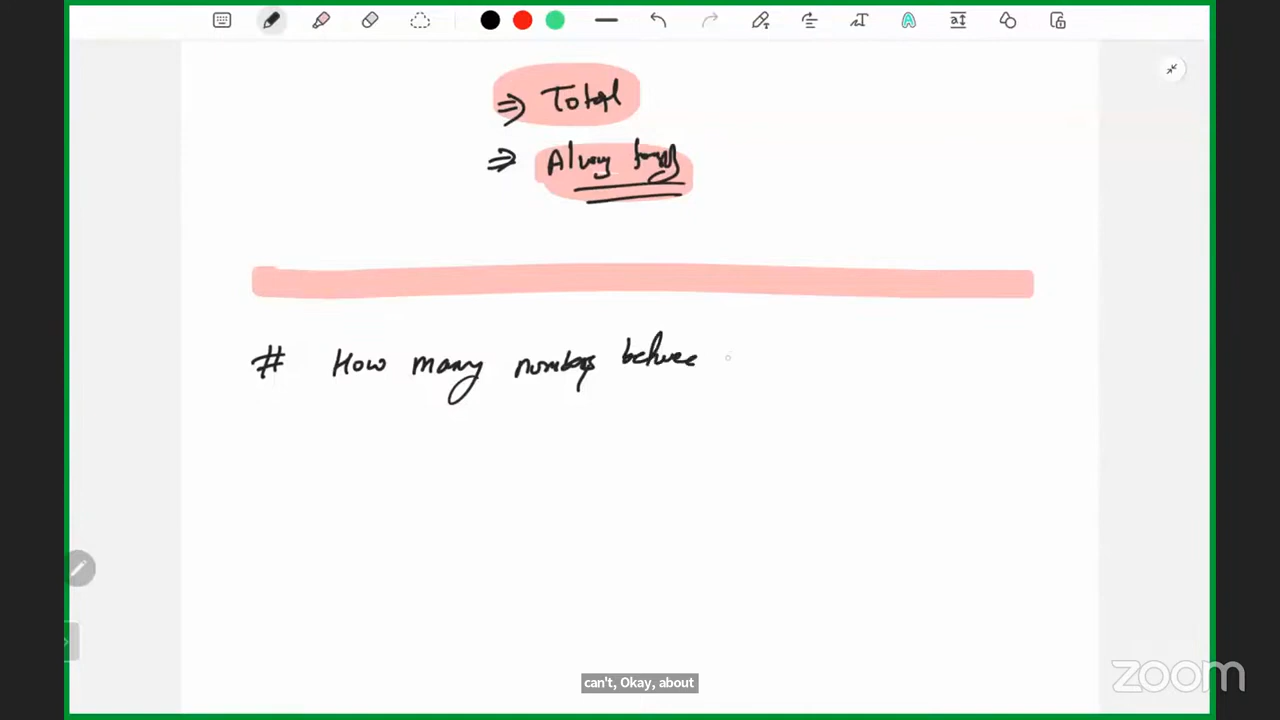 ⇒ Total
⇒ Always
# How many numbers betwee
can't, Okay, about
zoom